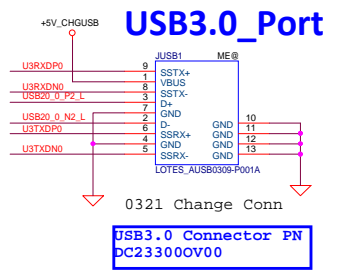 USB3.0_Port
+5V_CHGUSB
JUSB1 ME@
U3RXDP0 9 SSTX+
1 VBUS
U3RXDN0 8 SSTX-
USB20_0_P2_L 3 D+
7 GND
USB20_0_N2_L 2 D- GND 10
U3TXDP0 6 SSRX+ GND 11
4 GND GND 12
U3TXDN0 5 SSRX- GND 13
LOTES_AUSB0309-P001A
0321 Change Conn
USB3.0 Connector PN
DC23300OV00